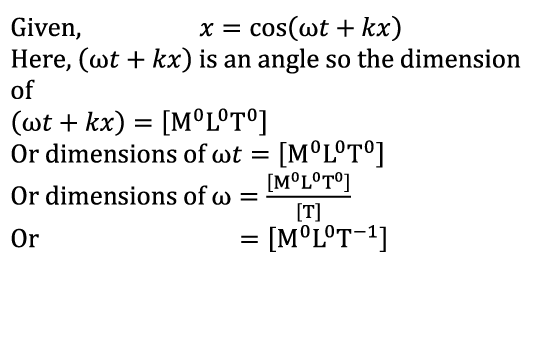 Given, x = cos(ωt + kx)
Here, (ωt + kx) is an angle so the dimension
of
(ωt + kx) = [M⁰L⁰T⁰]
Or dimensions of ωt = [M⁰L⁰T⁰]
Or dimensions of ω = [M⁰L⁰T⁰]/[T]
Or = [M⁰L⁰T⁻¹]